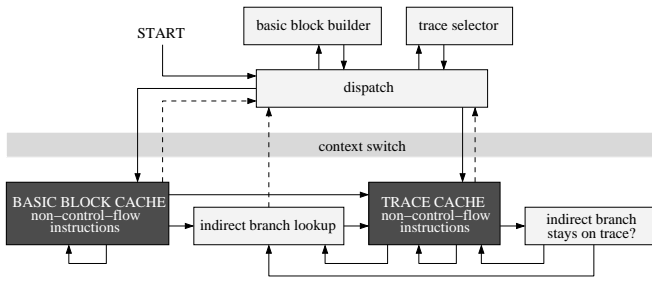 basic block builder
trace selector
START
dispatch
context switch
BASIC BLOCK CACHE
non−control−flow
instructions
indirect branch lookup
TRACE CACHE
non−control−flow
instructions
indirect branch
stays on trace?